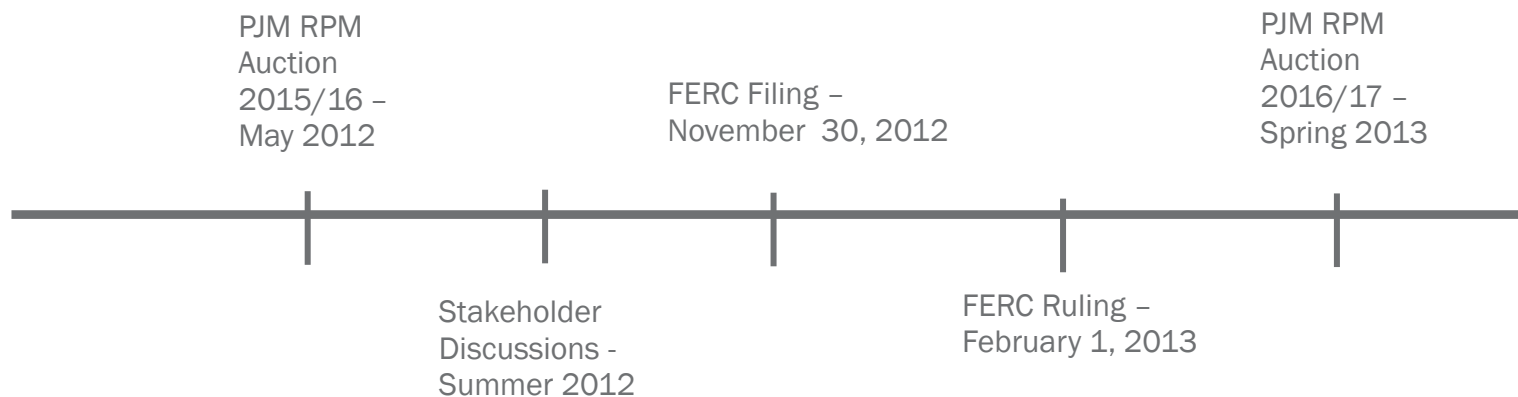 PJM RPM
Auction
2015/16 –
May 2012
Stakeholder
Discussions -
Summer 2012
FERC Filing –
November  30, 2012
FERC Ruling –
February 1, 2013
PJM RPM
Auction
2016/17 –
Spring 2013